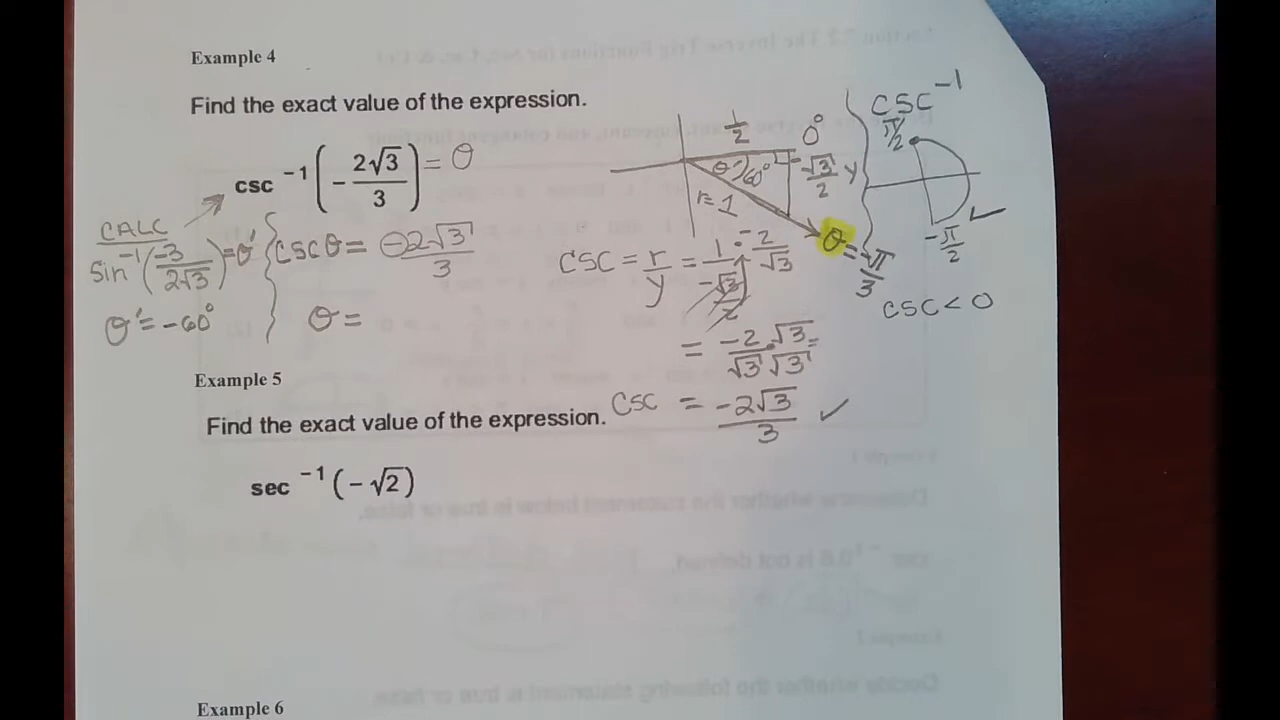 Example 4
Find the exact value of the expression.
csc ⁻¹(− 2√3/3) = θ
CALC
sin⁻¹(−3/2√3) = θ'
θ' = −60°
cscθ = −2√3/3
θ =
1/2
0°
θ' 60°
−√3/2 y
r = 1
θ = −π/3
csc = r/y = 1/(−√3/2) = −2/√3
= −2/√3 · √3/√3 =
csc = −2√3/3 ✓
csc⁻¹
π/2
−π/2
csc < 0
Example 5
Find the exact value of the expression.
sec ⁻¹(−√2)
Example 6